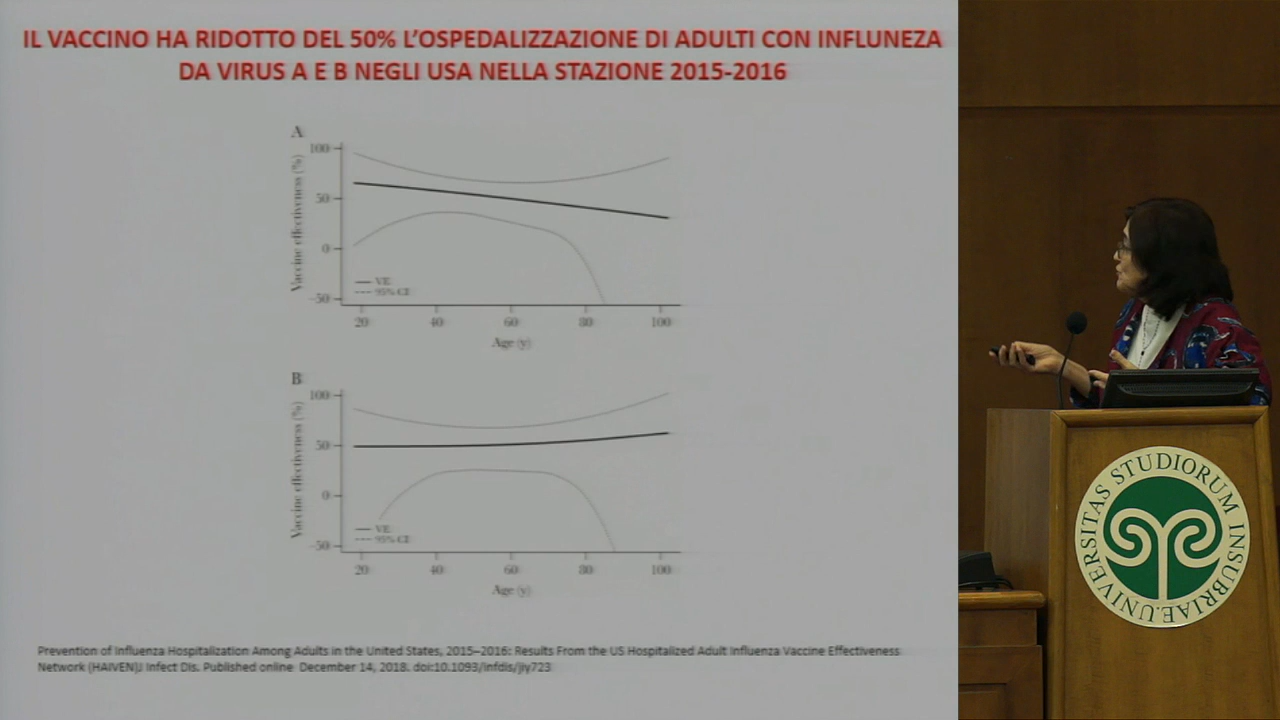 IL VACCINO HA RIDOTTO DEL 50% L'OSPEDALIZZAZIONE DI ADULTI CON INFLUNEZA
DA VIRUS A E B NEGLI USA NELLA STAZIONE 2015-2016
A
Vaccine effectiveness (%)
100
50
0
-50
VE
95% CI
20 40 60 80 100
Age (y)
B
Vaccine effectiveness (%)
100
50
0
-50
VE
95% CI
20 40 60 80 100
Age (y)
Prevention of Influenza Hospitalization Among Adults in the United States, 2015–2016: Results From the US Hospitalized Adult Influenza Vaccine Effectiveness
Network (HAIVEN)J Infect Dis. Published online December 14, 2018. doi:10.1093/infdis/jiy723
UNIVERSITAS STUDIORUM INSUBRIAE